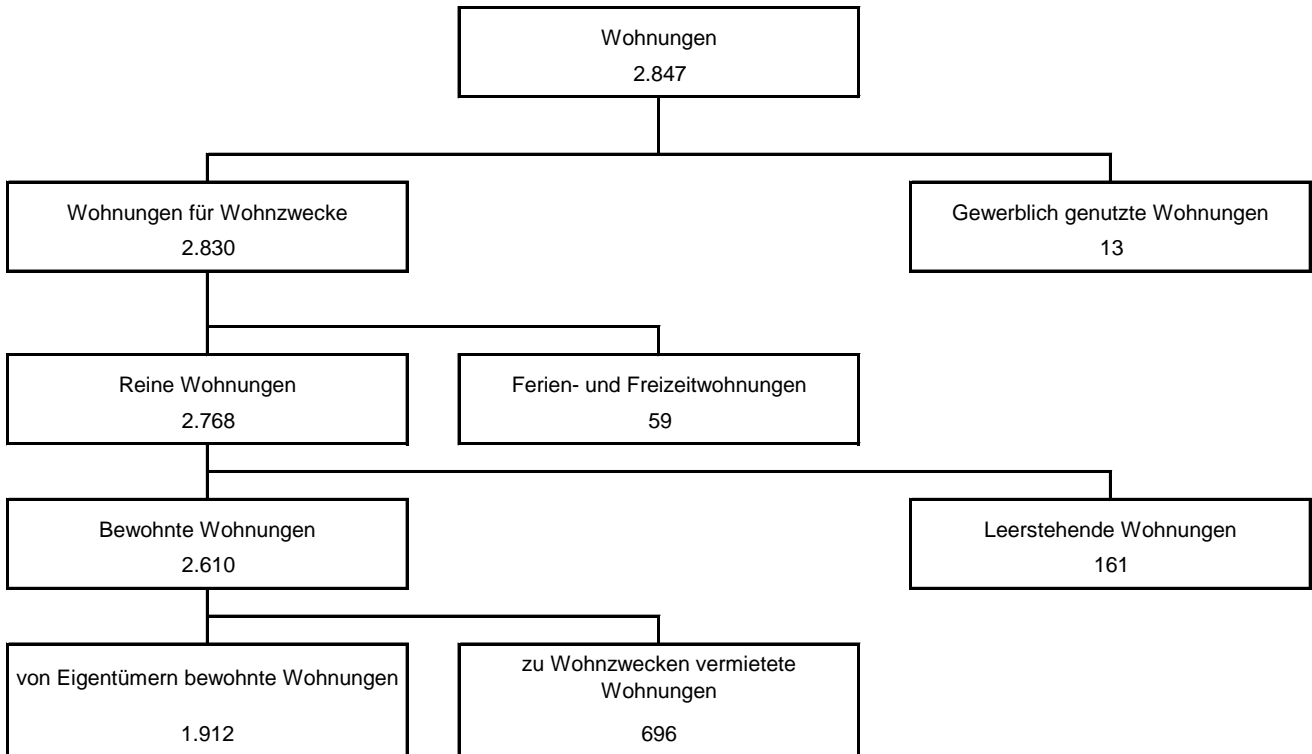 Wohnungen
2.847
Wohnungen für Wohnzwecke
2.830
Gewerblich genutzte Wohnungen
13
Reine Wohnungen
2.768
Ferien- und Freizeitwohnungen
59
Bewohnte Wohnungen
2.610
Leerstehende Wohnungen
161
von Eigentümern bewohnte Wohnungen
1.912
zu Wohnzwecken vermietete
Wohnungen
696